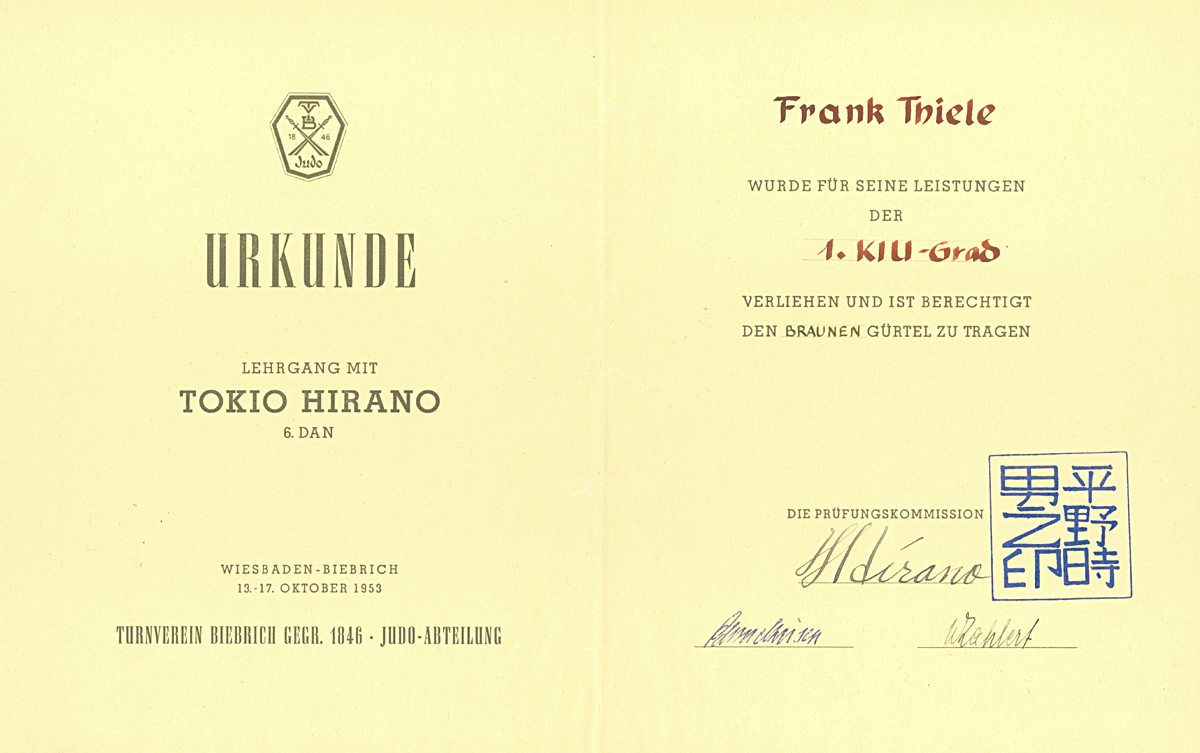 TV
B
18 46
Judo
URKUNDE
LEHRGANG MIT
TOKIO HIRANO
6. DAN
WIESBADEN-BIEBRICH
13.-17. OKTOBER 1953
TURNVEREIN BIEBRICH GEGR. 1846 · JUDO-ABTEILUNG
Frank Thiele
WURDE FÜR SEINE LEISTUNGEN
DER
1. KIU-Grad
VERLIEHEN UND IST BERECHTIGT
DEN BRAUNEN GÜRTEL ZU TRAGEN
DIE PRÜFUNGSKOMMISSION
Hirano
平野時
男之印